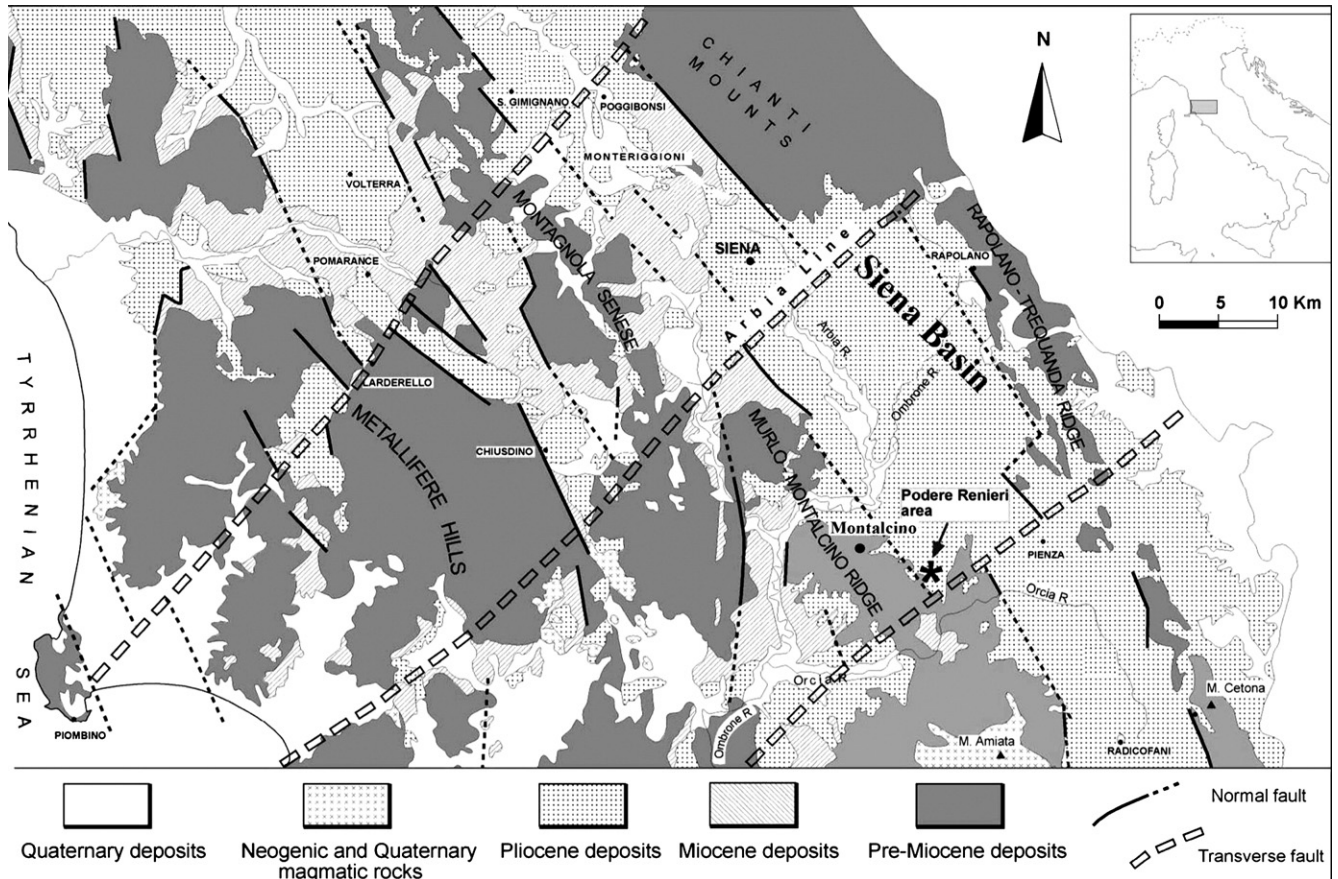 CHIANTI
MOUNTS
N
S. GIMIGNANO
POGGIBONSI
MONTERIGGIONI
VOLTERRA
MONTAGNOLA SENESE
SIENA
Arbia Line
RAPOLANO
RAPOLANO - TREQUANDA RIDGE
Siena Basin
0 5 10 Km
POMARANCE
Arbia R.
Ombrone R.
LARDERELLO
METALLIFERE HILLS
CHIUSDINO
MURLO-MONTALCINO RIDGE
Podere Renieri
area
Montalcino
*
PIENZA
Orcia R.
TYRRHENIAN SEA
Orcia R.
Ombrone R.
M. Cetona
M. Amiata
RADICOFANI
PIOMBINO
Quaternary deposits
Neogenic and Quaternary
magmatic rocks
Pliocene deposits
Miocene deposits
Pre-Miocene deposits
Normal fault
Transverse fault